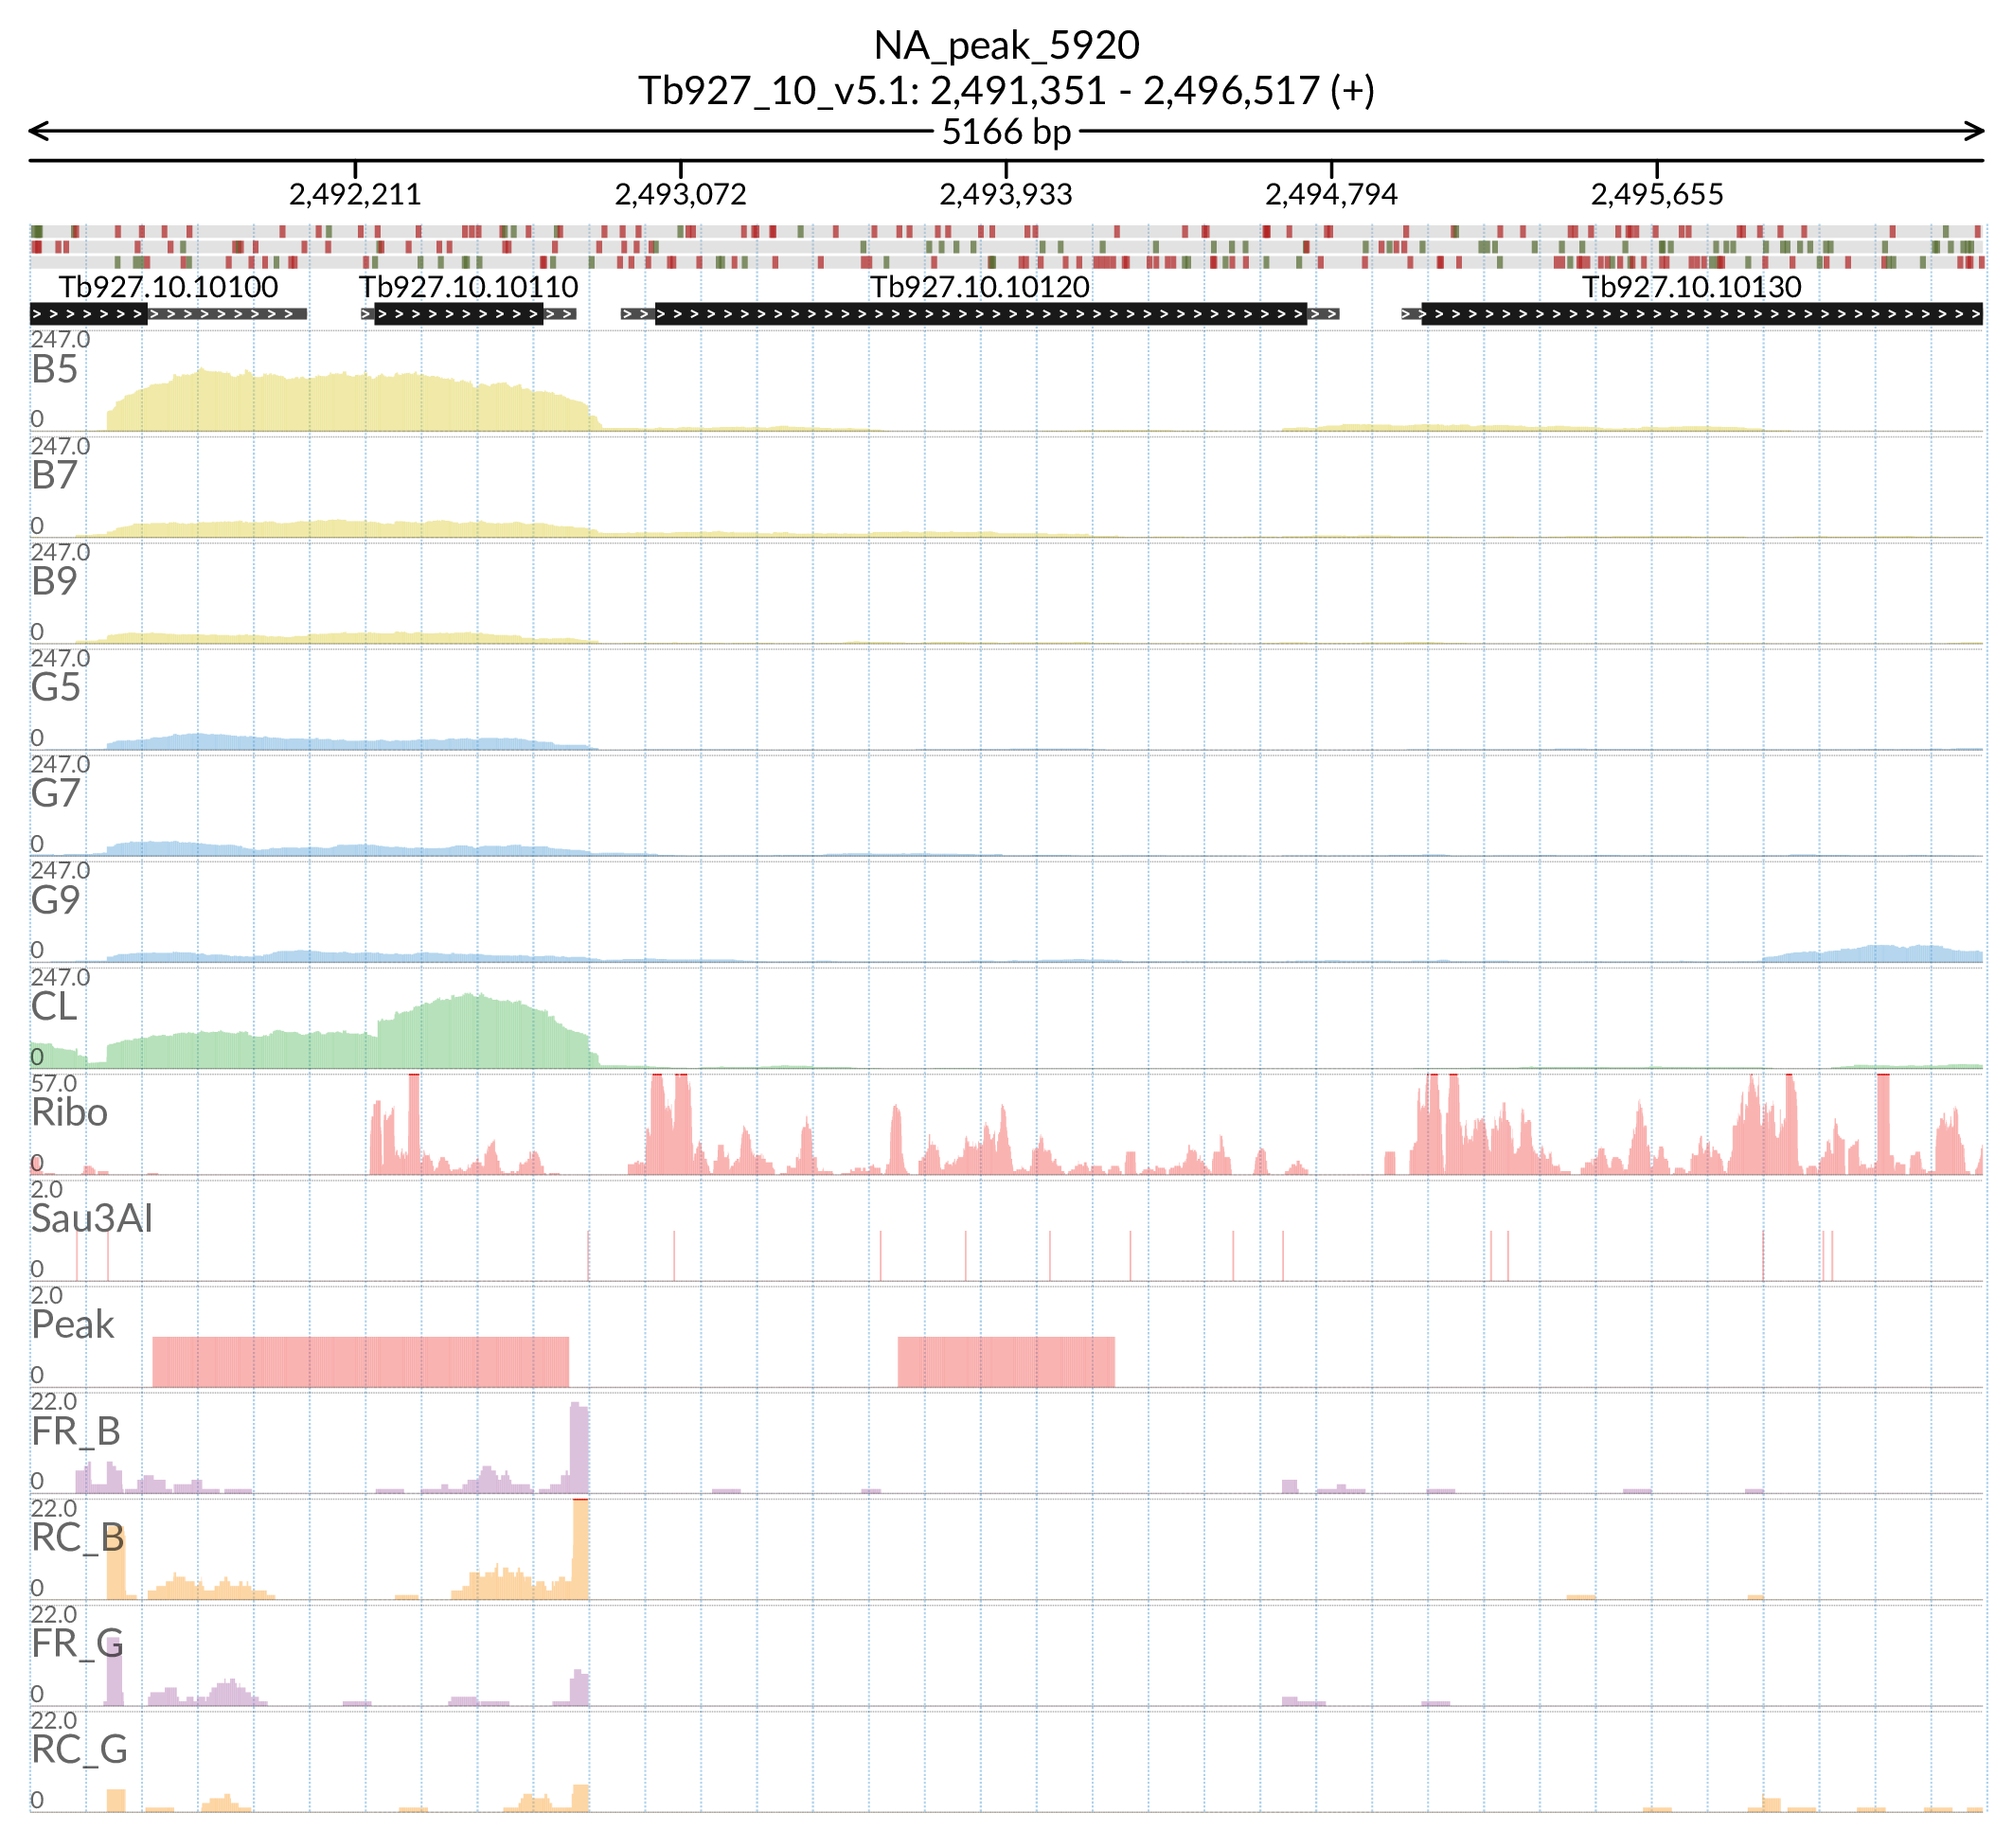 NA_peak_5920
Tb927_10_v5.1: 2,491,351 - 2,496,517 (+)
5166 bp
2,492,211 2,493,072 2,493,933 2,494,794 2,495,655
Tb927.10.10100 Tb927.10.10110 Tb927.10.10120 Tb927.10.10130
247.0
B5
0
247.0
B7
0
247.0
B9
0
247.0
G5
0
247.0
G7
0
247.0
G9
0
247.0
CL
0
57.0
Ribo
0
2.0
Sau3AI
0
2.0
Peak
0
22.0
FR_B
0
22.0
RC_B
0
22.0
FR_G
0
22.0
RC_G
0